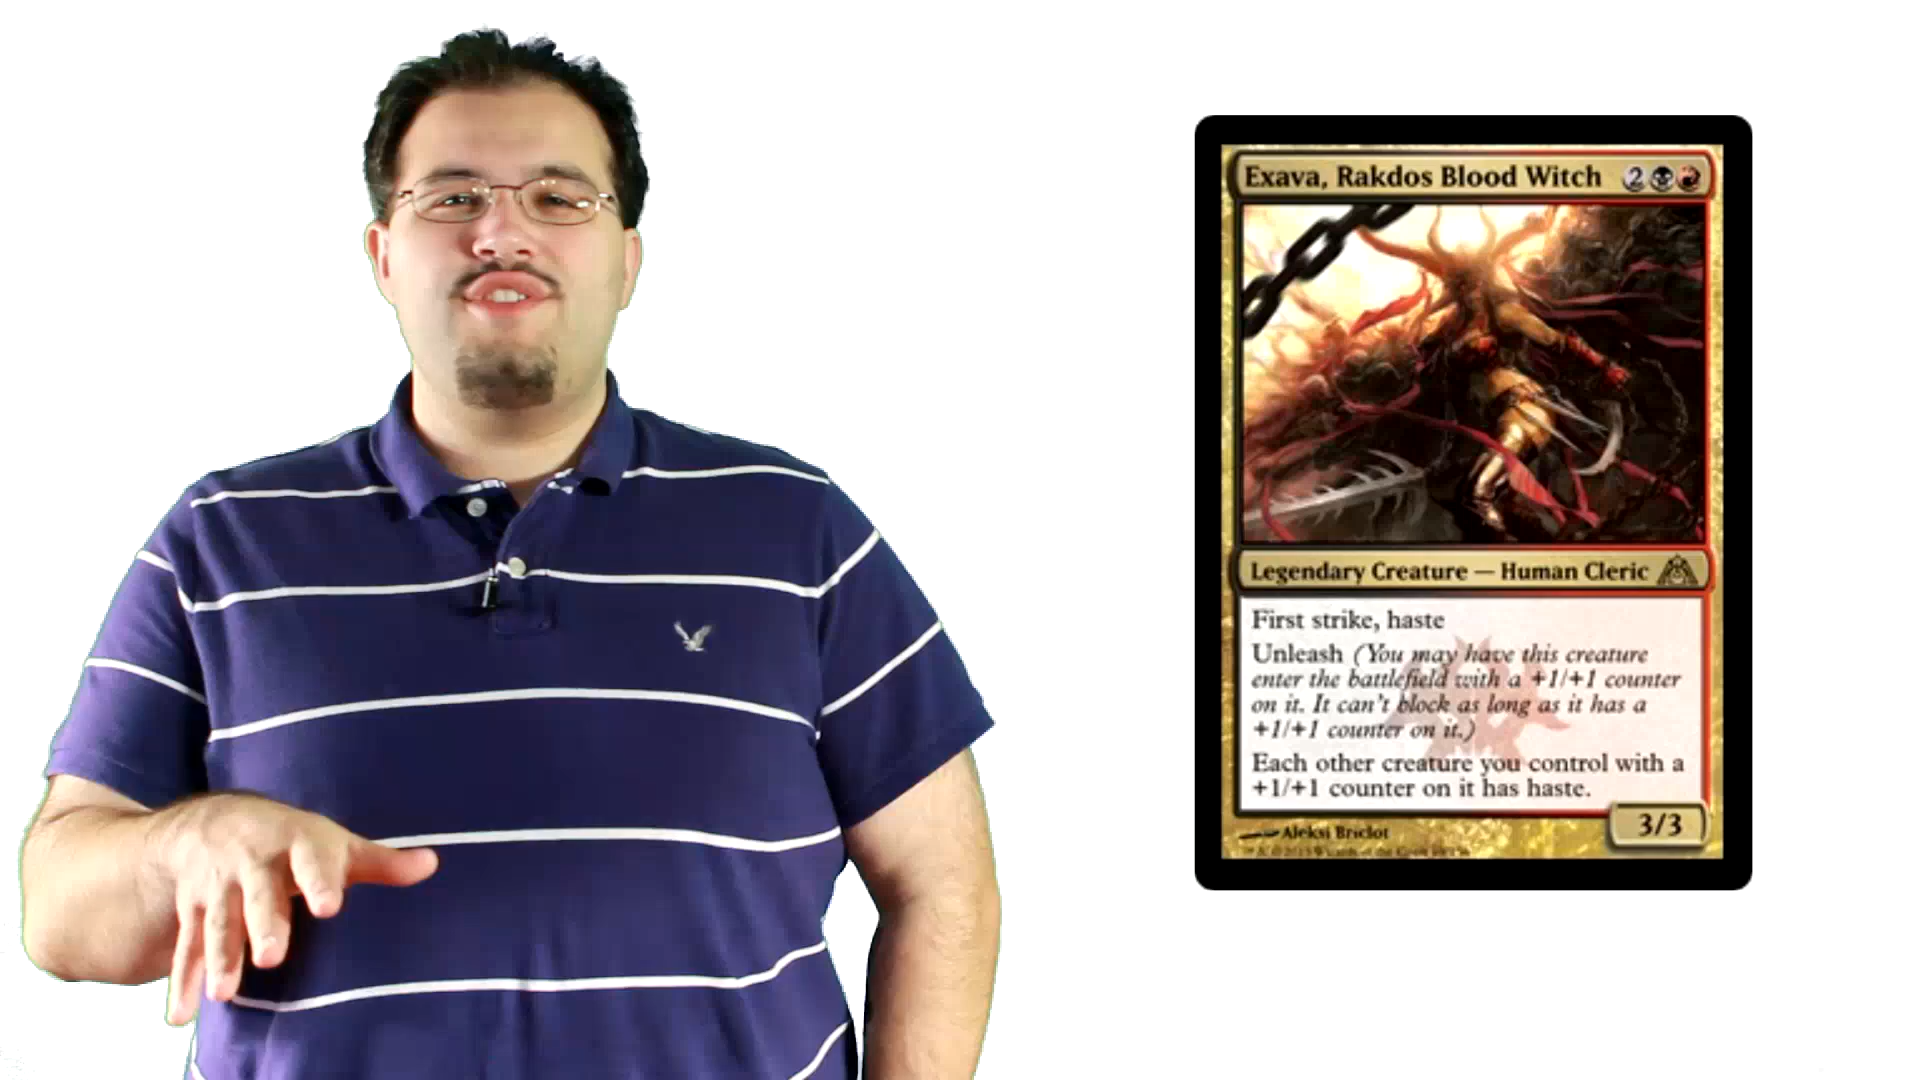 Exava, Rakdos Blood Witch 2
Legendary Creature — Human Cleric
First strike, haste
Unleash (You may have this creature
enter the battlefield with a +1/+1 counter
on it. It can't block as long as it has a
+1/+1 counter on it.)
Each other creature you control with a
+1/+1 counter on it has haste.
3/3
Aleksi Briclot